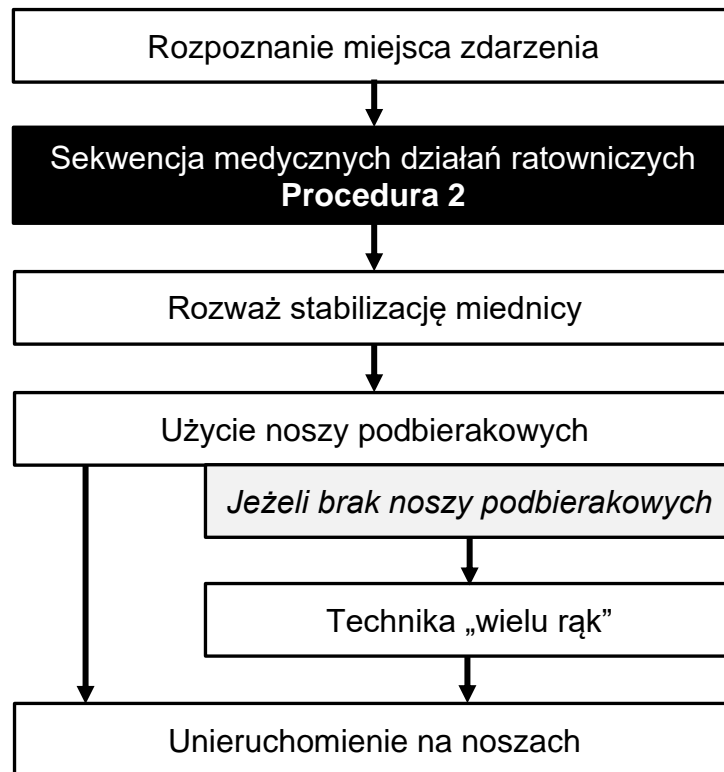 Rozpoznanie miejsca zdarzenia
Sekwencja medycznych działań ratowniczych
Procedura 2
Rozważ stabilizację miednicy
Użycie noszy podbierakowych
Jeżeli brak noszy podbierakowych
Technika „wielu rąk”
Unieruchomienie na noszach